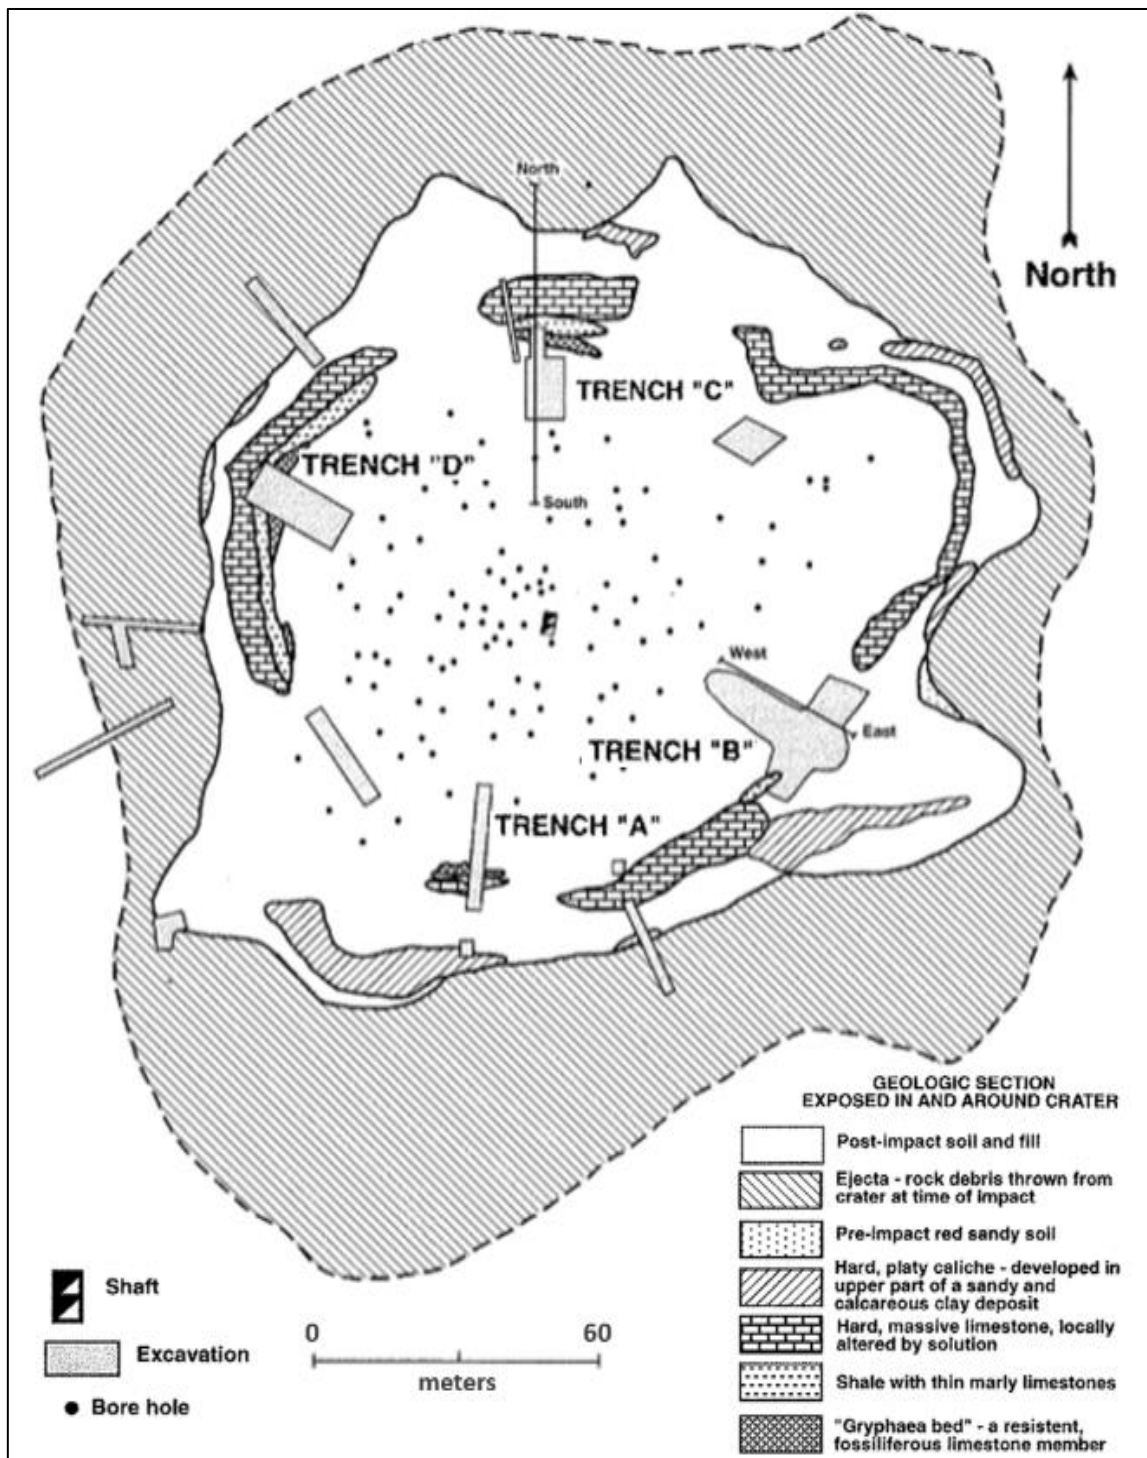 North
North
TRENCH "C"
TRENCH "D"
South
West
East
TRENCH "B"
TRENCH "A"
GEOLOGIC SECTION
EXPOSED IN AND AROUND CRATER
Post-impact soil and fill
Ejecta - rock debris thrown from
crater at time of impact
Pre-impact red sandy soil
Hard, platy caliche - developed in
upper part of a sandy and
calcareous clay deposit
Hard, massive limestone, locally
altered by solution
Shale with thin marly limestones
"Gryphaea bed" - a resistent,
fossiliferous limestone member
Shaft
Excavation
Bore hole
0 60
meters